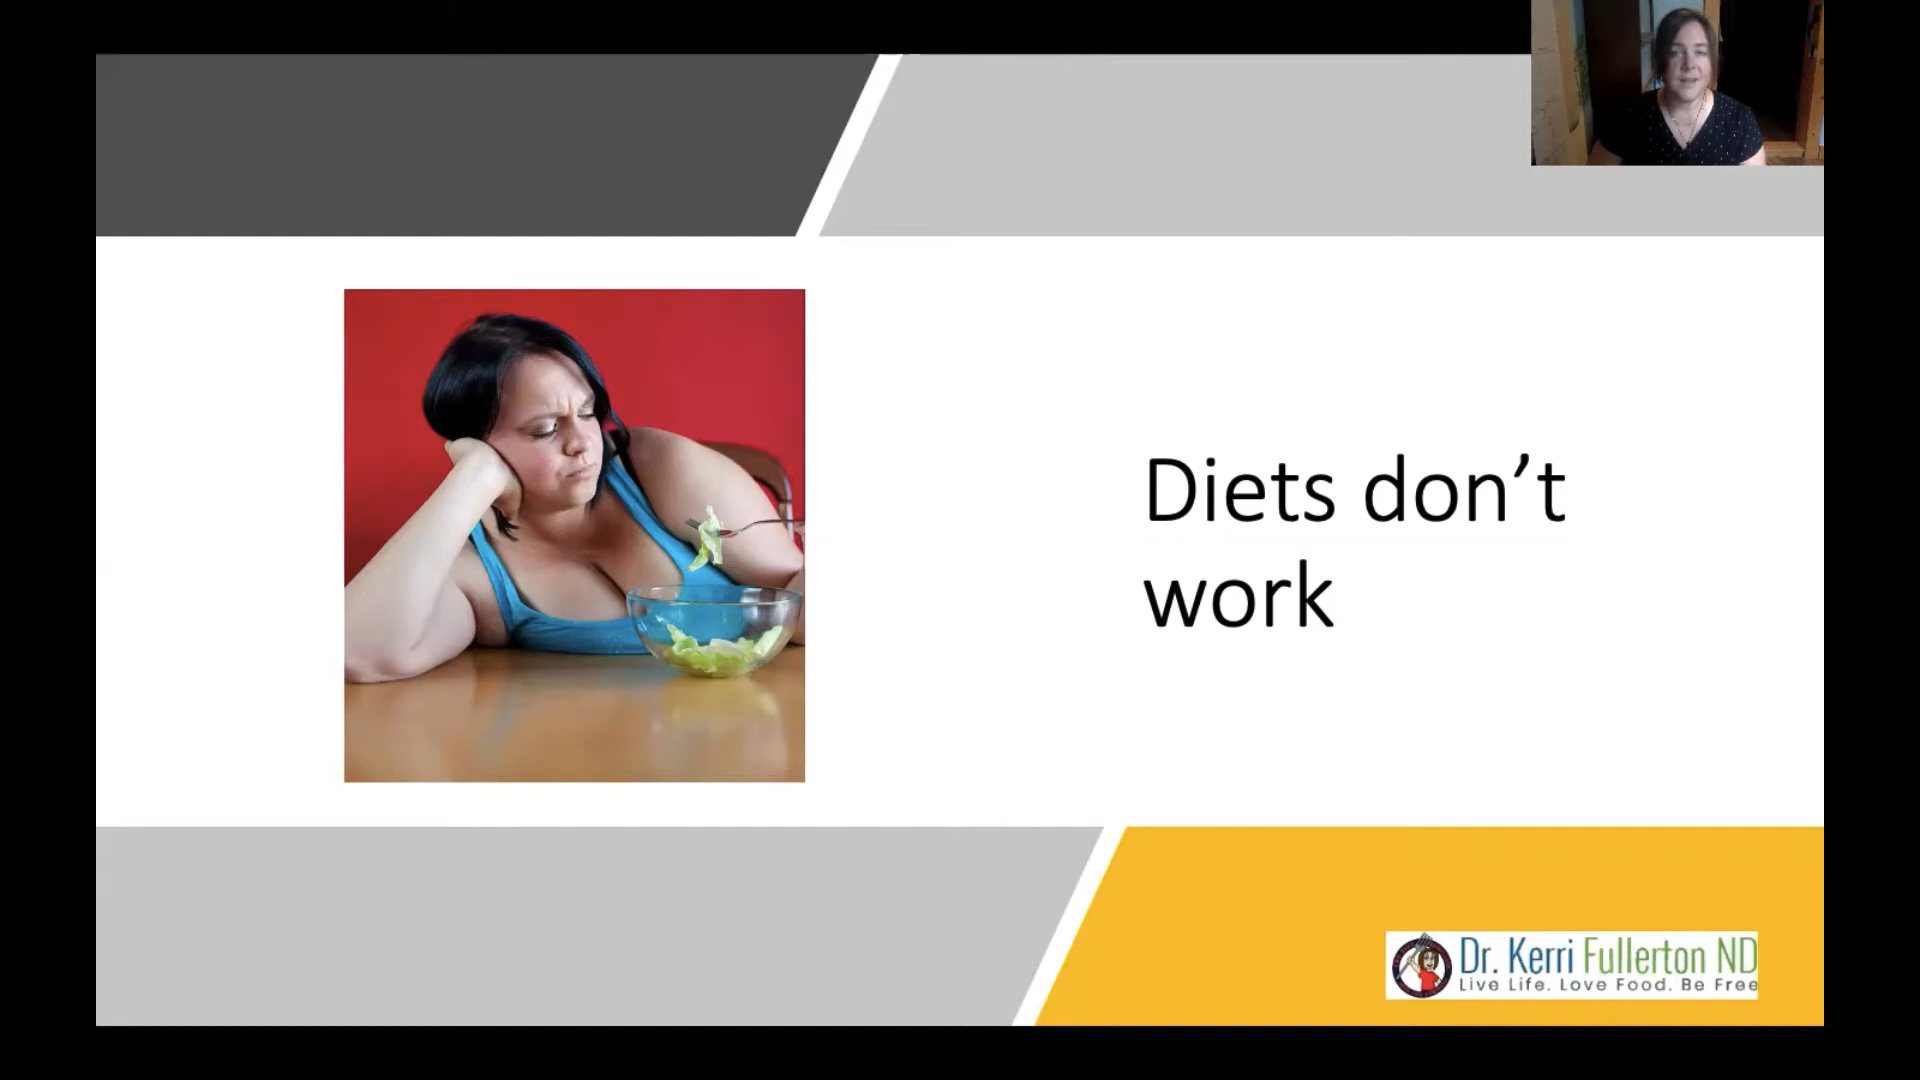 Diets don’t
work
Dr. Kerri Fullerton ND
Live Life. Love Food. Be Free